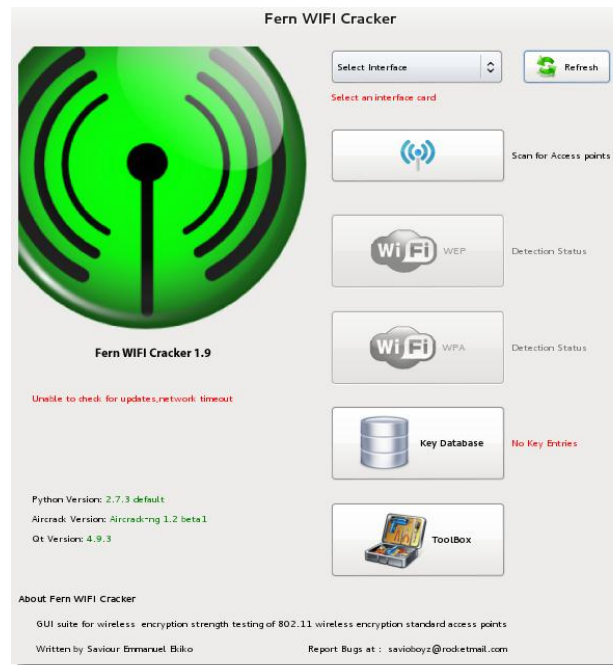 Fern WIFI Cracker
Select Interface
Refresh
Select an interface card
Scan for Access points
WiFi WEP
Detection Status
WiFi WPA
Detection Status
Fern WIFI Cracker 1.9
Unable to check for updates,network timeout
Key Database
No Key Entries
Python Version: 2.7.3 default
Aircrack Version: Aircrack-ng 1.2 beta1
Qt Version: 4.9.3
ToolBox
About Fern WIFI Cracker
GUI suite for wireless encryption strength testing of 802.11 wireless encryption standard access points
Written by Saviour Emmanuel Ekiko
Report Bugs at : savioboyz@rocketmail.com